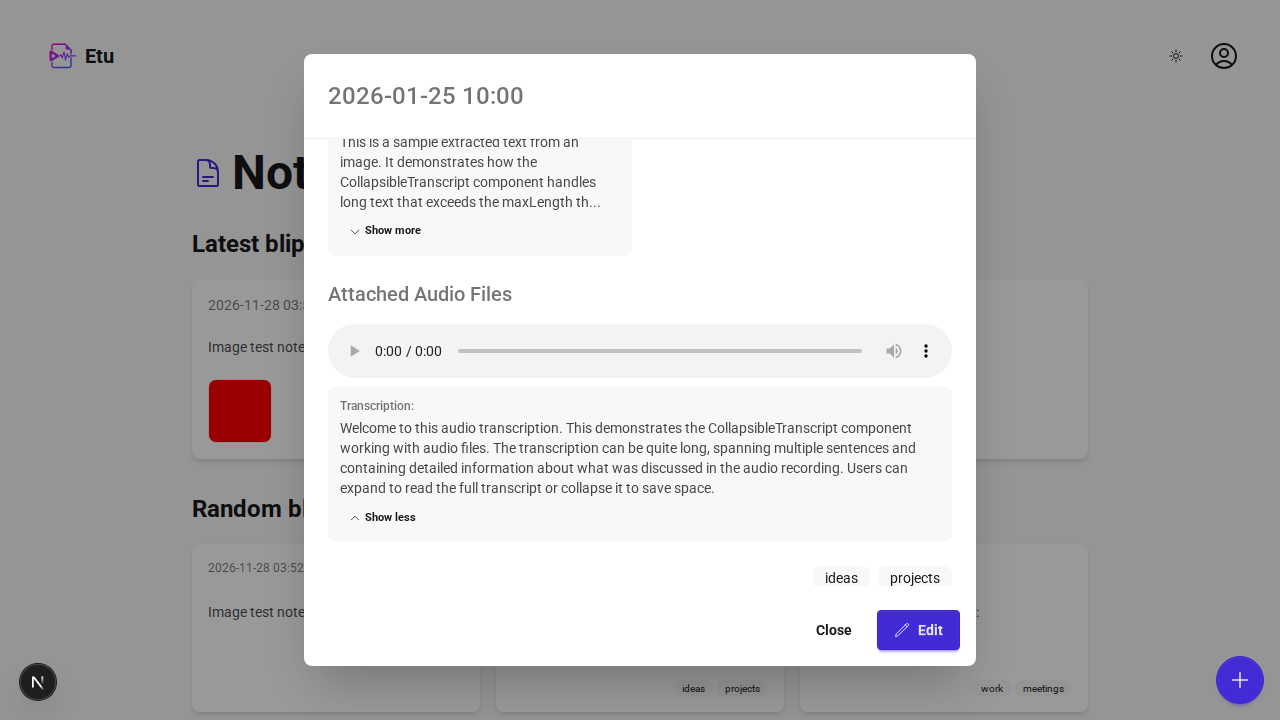 Etu
2026-01-25 10:00
This is a sample extracted text from an
image. It demonstrates how the
CollapsibleTranscript component handles
long text that exceeds the maxLength th...
Show more
Attached Audio Files
0:00 / 0:00
Transcription:
Welcome to this audio transcription. This demonstrates the CollapsibleTranscript component
working with audio files. The transcription can be quite long, spanning multiple sentences and
containing detailed information about what was discussed in the audio recording. Users can
expand to read the full transcript or collapse it to save space.
Show less
ideas projects
Close Edit
Not
Latest blip
2026-11-28 03:
Image test note
Random bl
2026-11-28 03:52
Image test note
ideas projects
work meetings
N